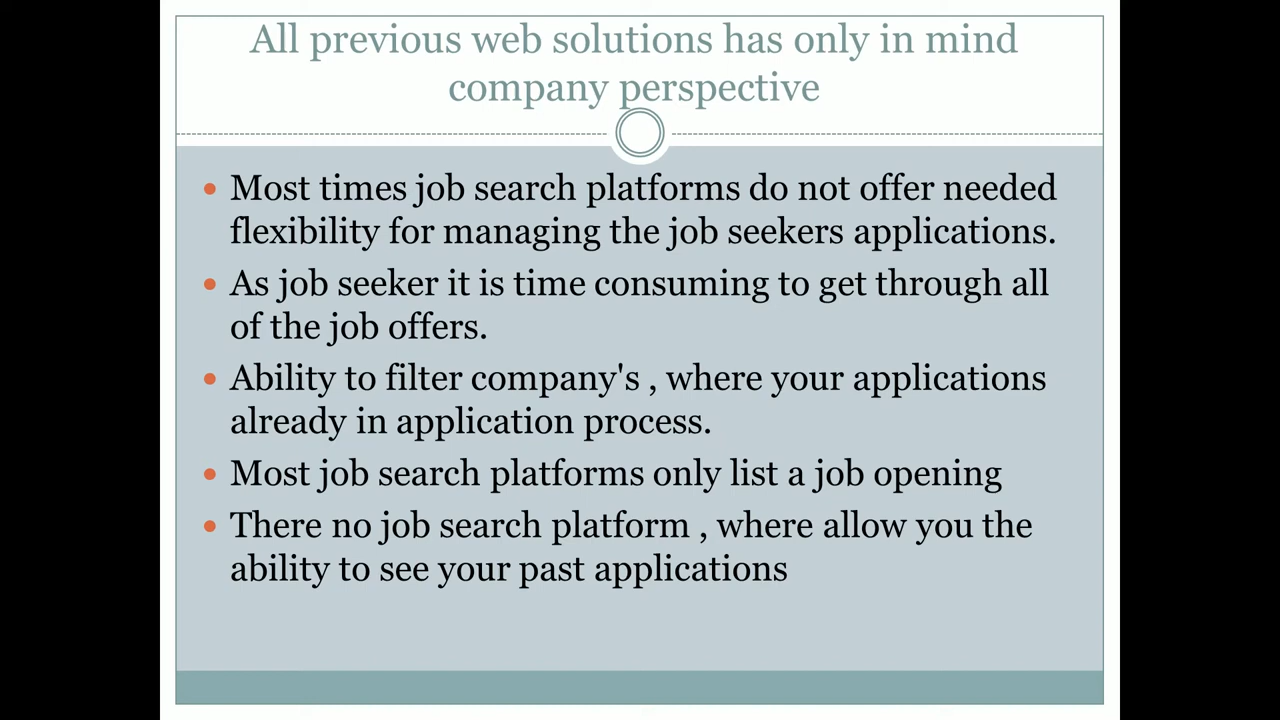 All previous web solutions has only in mind
company perspective
• Most times job search platforms do not offer needed
flexibility for managing the job seekers applications.
• As job seeker it is time consuming to get through all
of the job offers.
• Ability to filter company's , where your applications
already in application process.
• Most job search platforms only list a job opening
• There no job search platform , where allow you the
ability to see your past applications